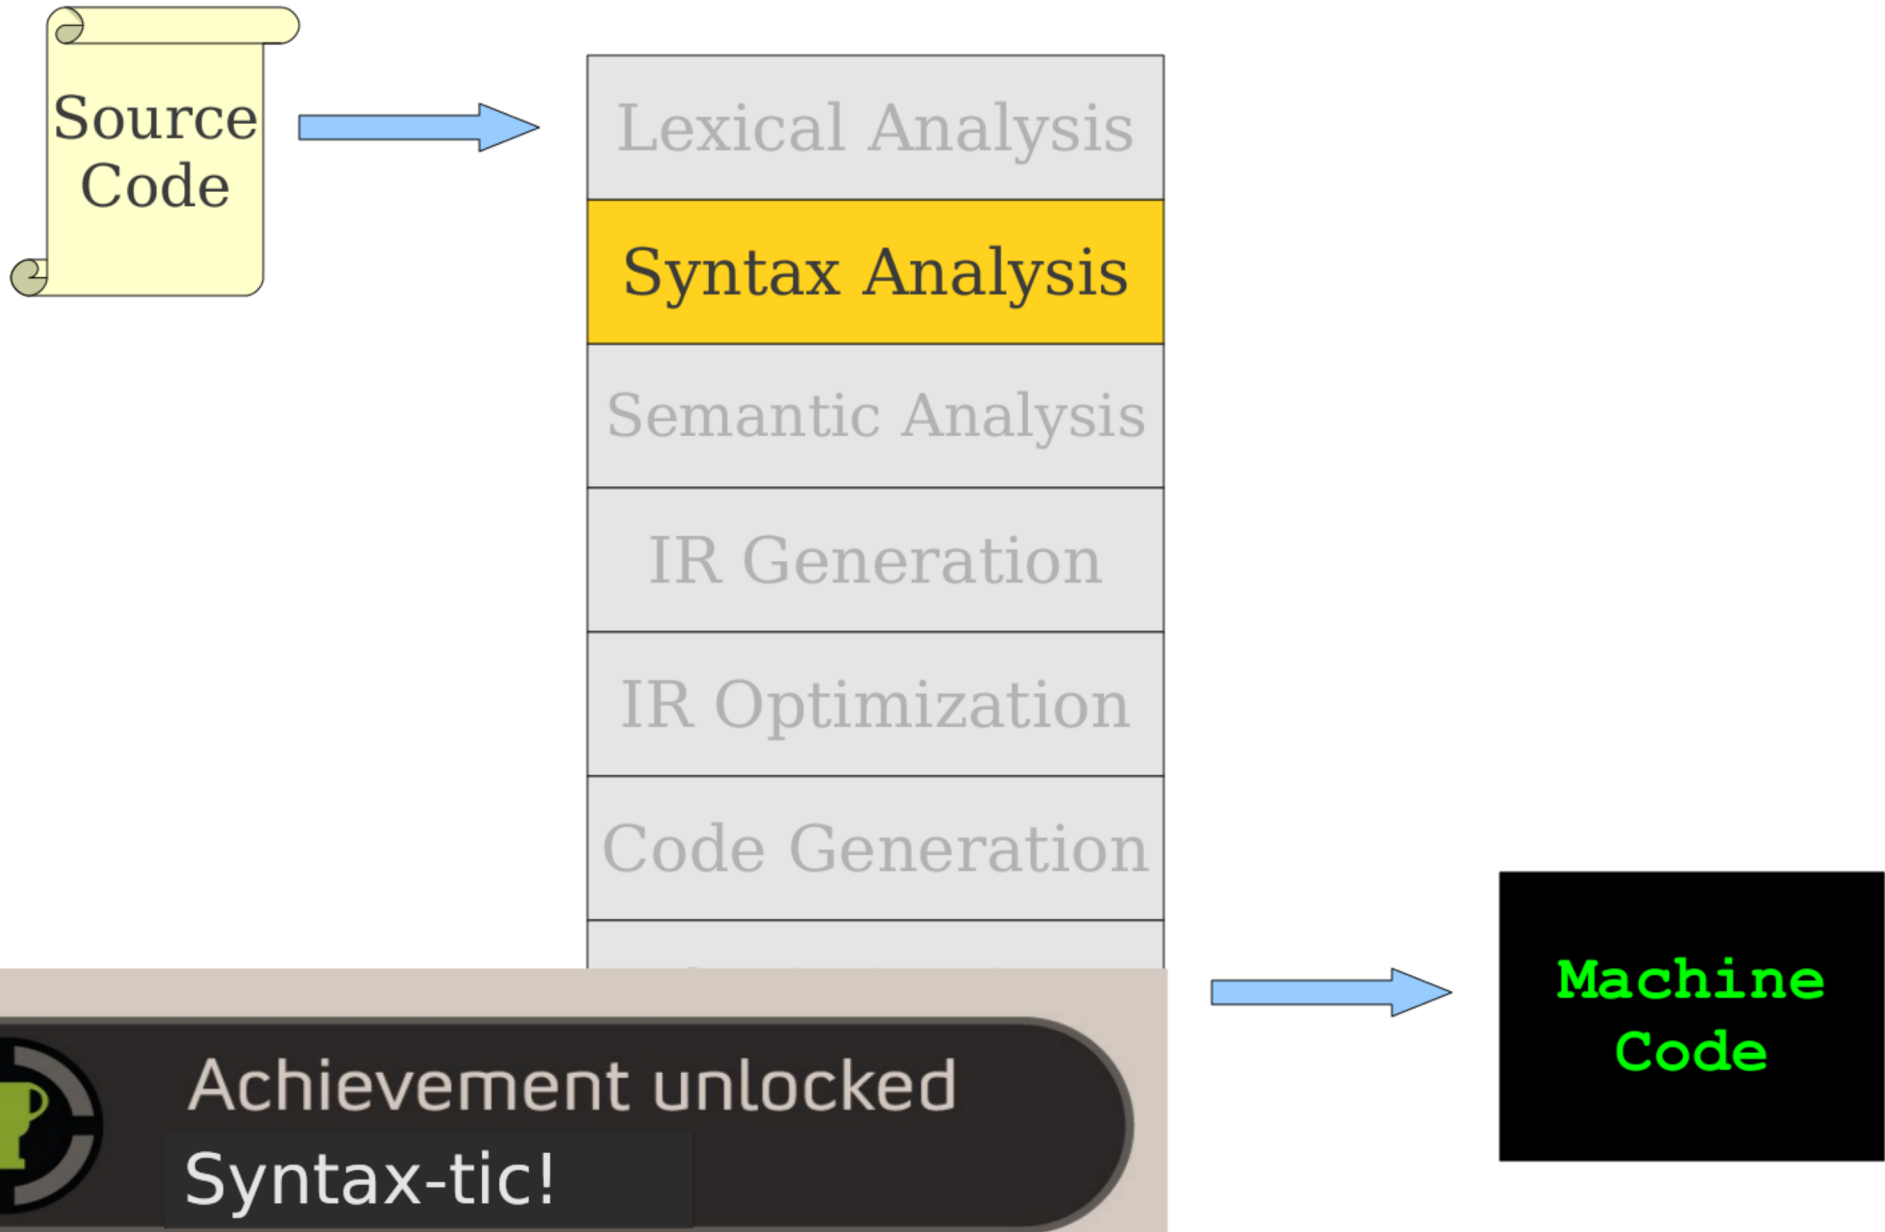 Source
Code
Lexical Analysis
Syntax Analysis
Semantic Analysis
IR Generation
IR Optimization
Code Generation
Machine
Code
Achievement unlocked
Syntax-tic!